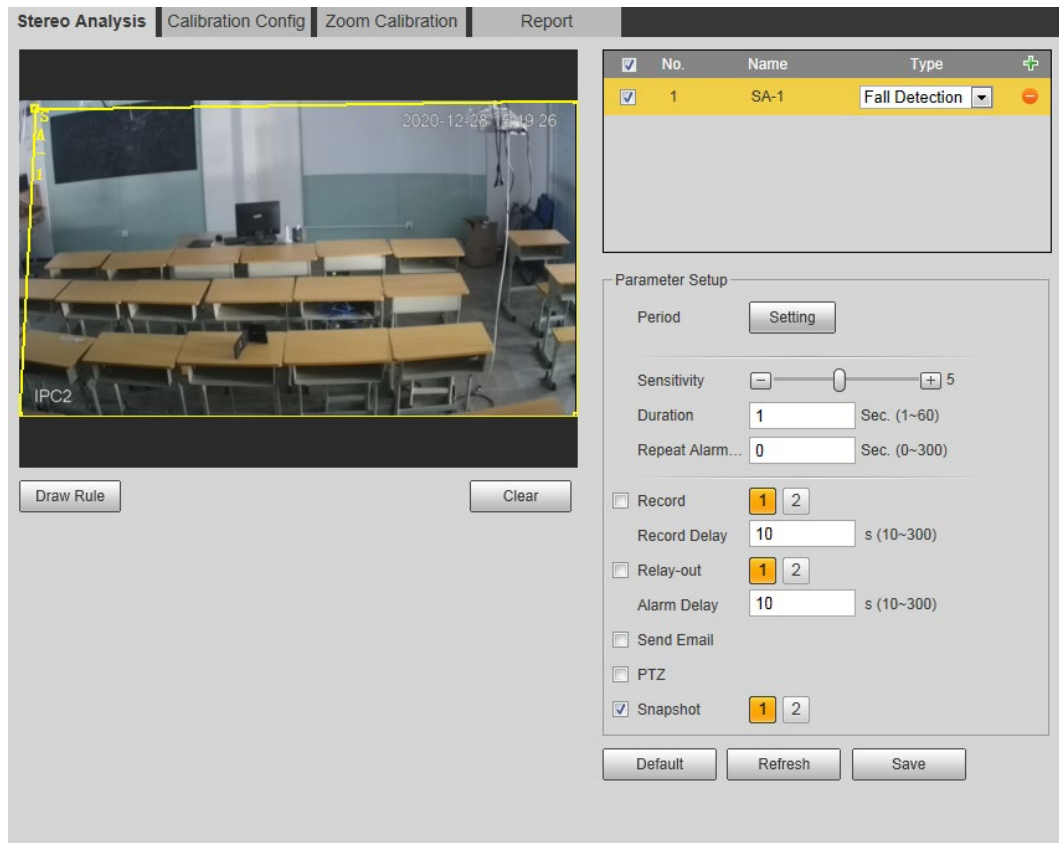 Stereo Analysis Calibration Config Zoom Calibration Report
No. Name Type
1 SA-1 Fall Detection
SA-1
2020-12-28
IPC2
Draw Rule Clear
Parameter Setup
Period Setting
Sensitivity 5
Duration 1 Sec. (1~60)
Repeat Alarm... 0 Sec. (0~300)
Record 1 2
Record Delay 10 s (10~300)
Relay-out 1 2
Alarm Delay 10 s (10~300)
Send Email
PTZ
Snapshot 1 2
Default Refresh Save